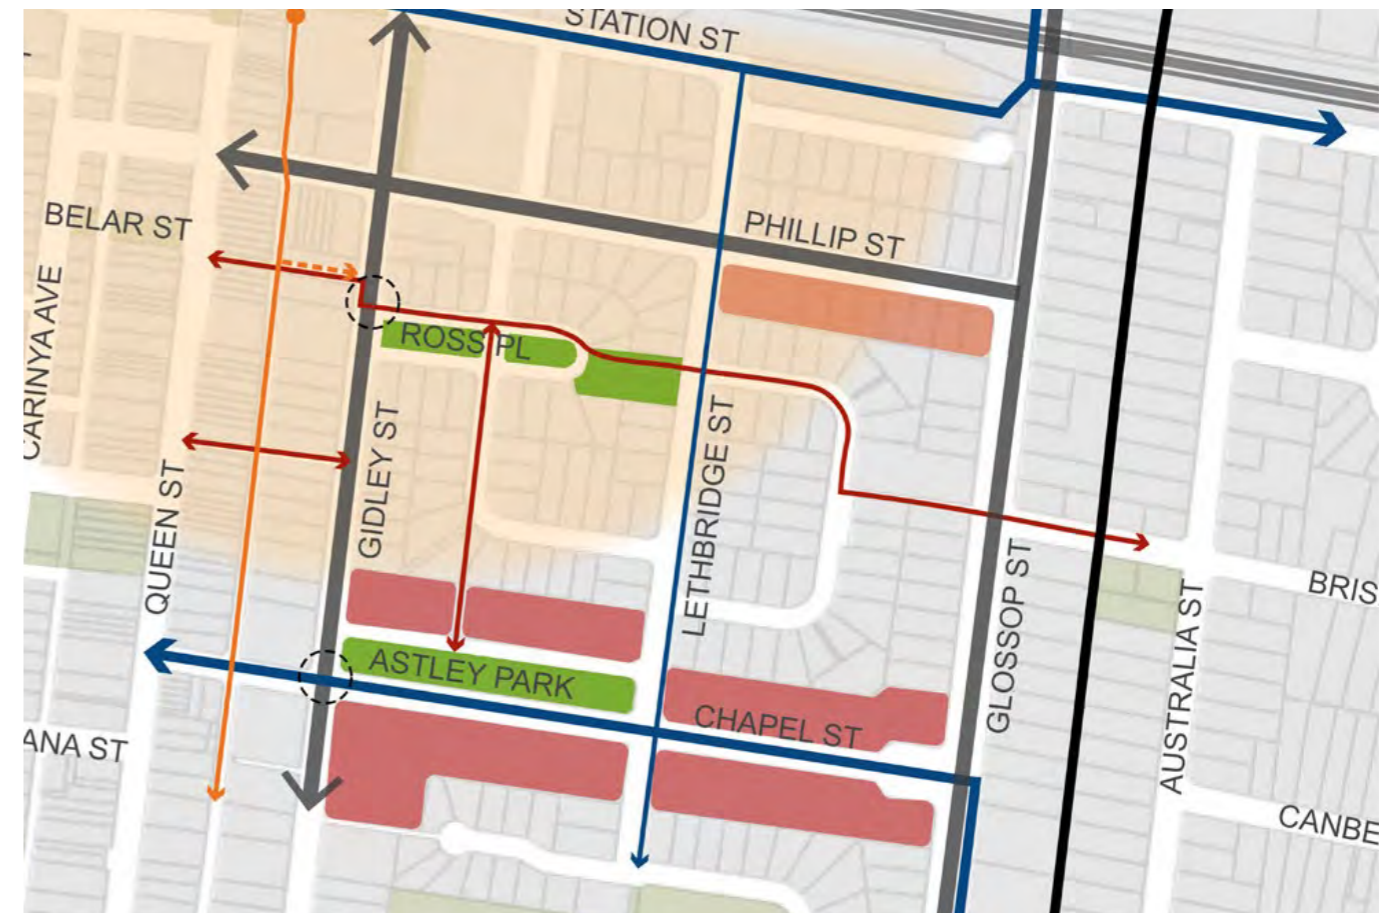 STATION ST
PHILLIP ST
BELAR ST
CARINYA AVE
ROSS PL
GIDLEY ST
LETHBRIDGE ST
QUEEN ST
GLOSSOP ST
BRIS
AUSTRALIA ST
ASTLEY PARK
CHAPEL ST
ANA ST
CANBE